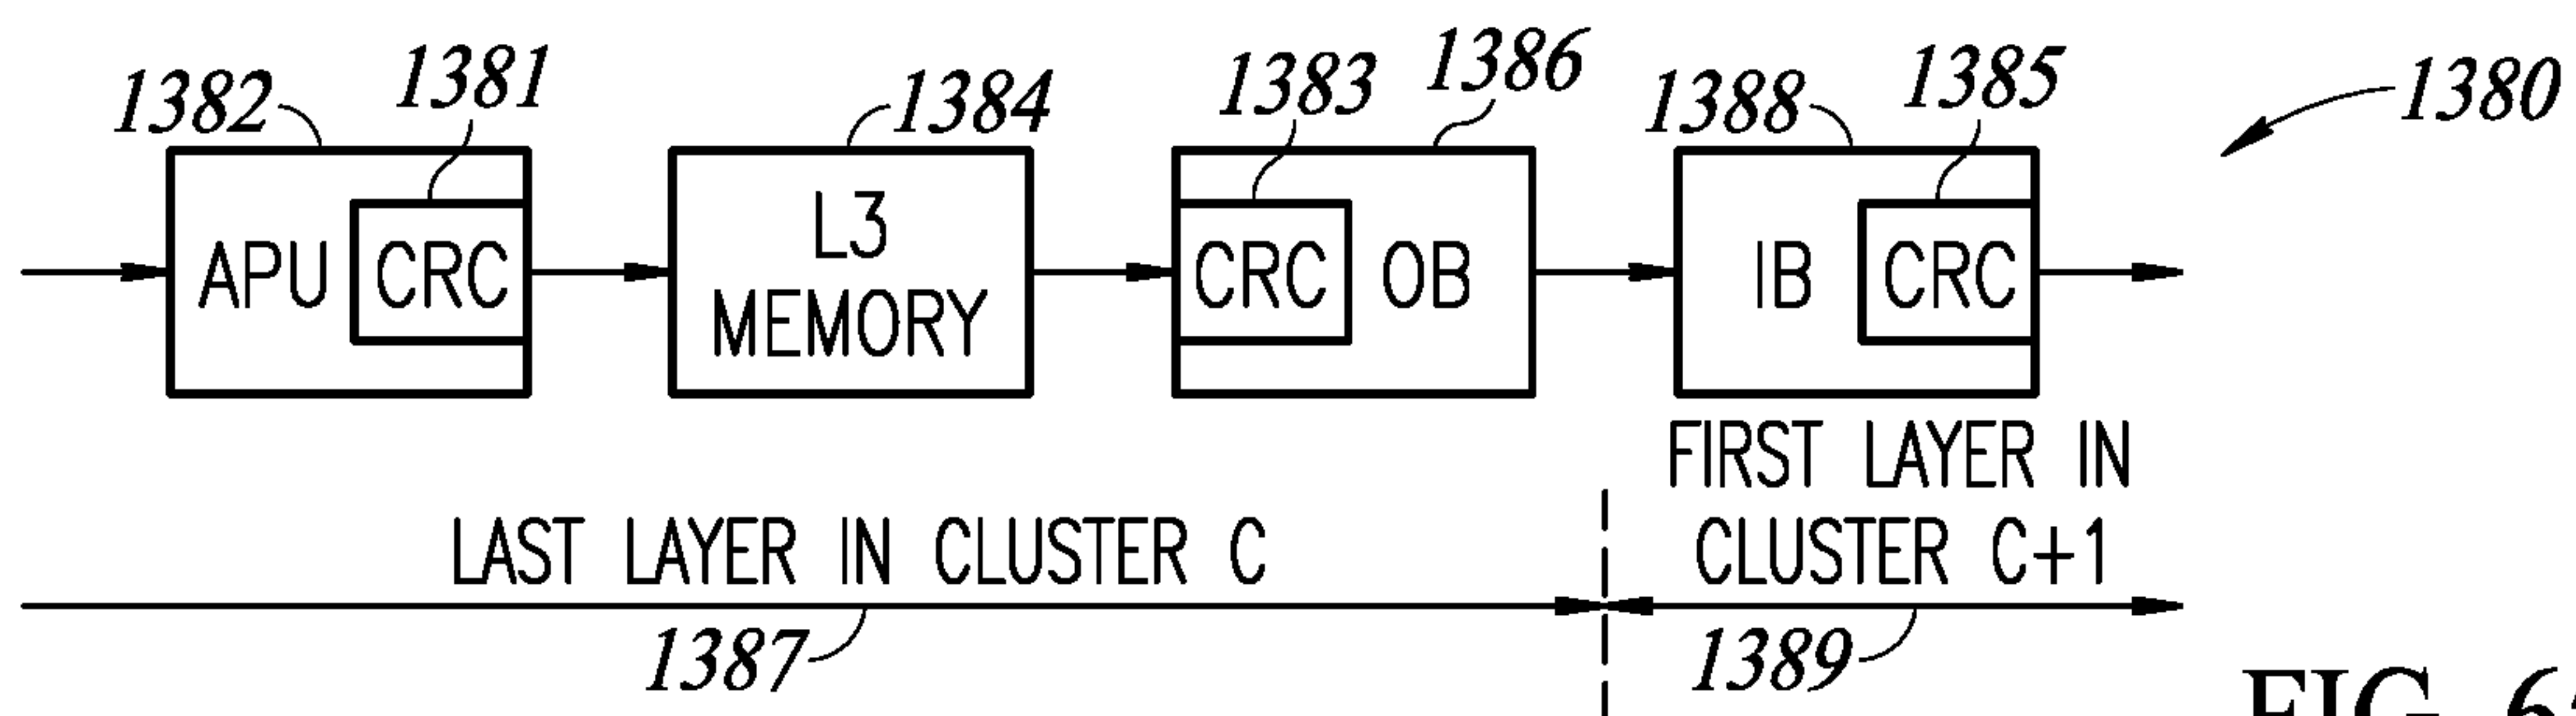 1382 1381 1384 1383 1386 1388 1385 1380
APU CRC
L3
MEMORY
CRC OB
IB CRC
FIRST LAYER IN
CLUSTER C+1
LAST LAYER IN CLUSTER C
1387
1389
FIG.